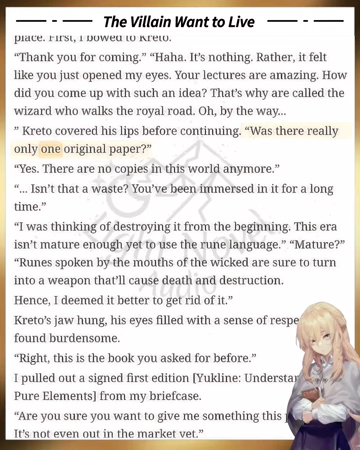 The Villain Want to Live
place. First, I bowed to Kreto.
“Thank you for coming.” “Haha. It’s nothing. Rather, it felt
like you just opened my eyes. Your lectures are amazing. How
did you come up with such an idea? That’s why are called the
wizard who walks the royal road. Oh, by the way...
” Kreto covered his lips before continuing. “Was there really
only one original paper?”
“Yes. There are no copies in this world anymore.”
“... Isn’t that a waste? You’ve been immersed in it for a long
time.”
“I was thinking of destroying it from the beginning. This era
isn’t mature enough yet to use the rune language.” “Mature?”
“Runes spoken by the mouths of the wicked are sure to turn
into a weapon that’ll cause death and destruction.
Hence, I deemed it better to get rid of it.”
Kreto’s jaw hung, his eyes filled with a sense of
found burdensome.
“Right, this is the book you asked for before.”
I pulled out a signed first edition [Yukline:
Pure Elements] from my briefcase.
“Are you sure you want to give me something this
It’s not even out in the market yet.”
Light Novel
Audio